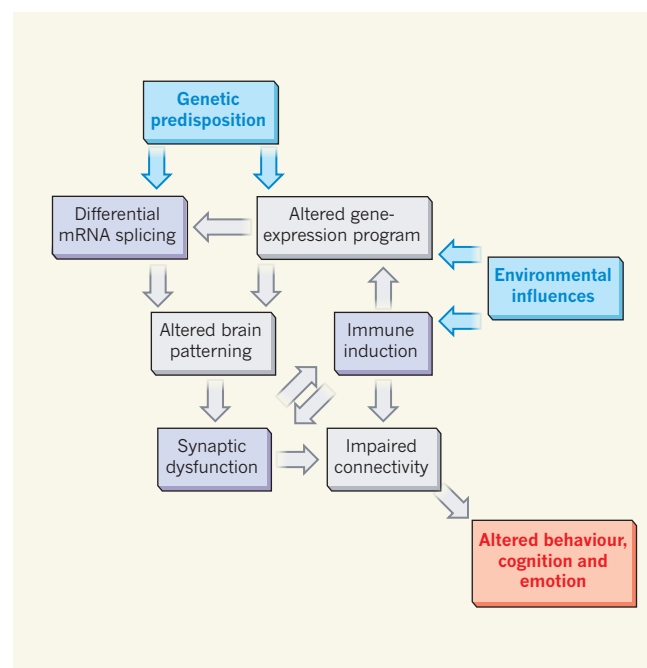 Genetic
predisposition
Differential
mRNA splicing
Altered gene-
expression program
Environmental
influences
Altered brain
patterning
Immune
induction
Synaptic
dysfunction
Impaired
connectivity
Altered behaviour,
cognition and
emotion